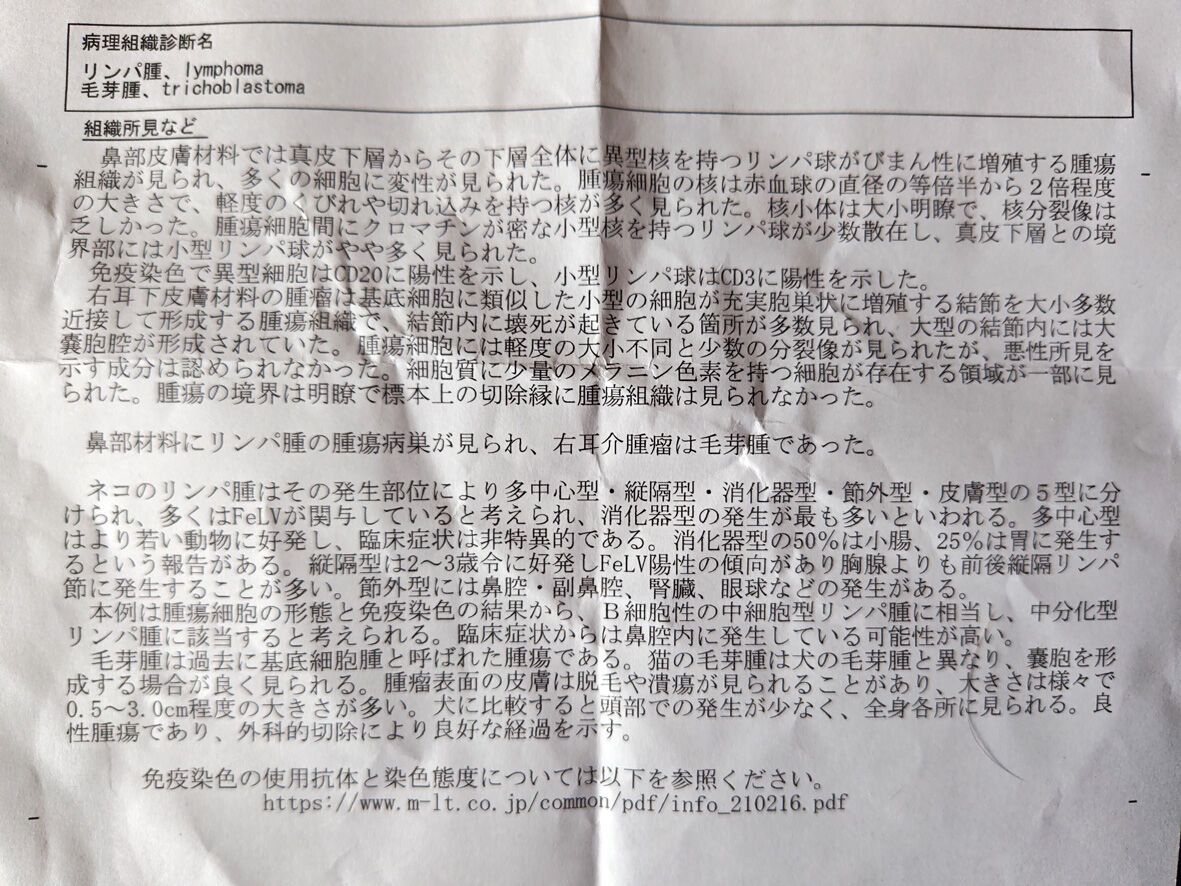 病理組織診断名
リンパ腫、lymphoma
毛芽腫、trichoblastoma
組織所見など
鼻部皮膚材料では真皮下層からその下層全体に異型核を持つリンパ球がびまん性に増殖する腫瘍
組織が見られ、多くの細胞に変性が見られた。腫瘍細胞の核は赤血球の直径の等倍半から2倍程度
の大きさで、軽度のくびれや切れ込みを持つ核が多く見られた。核小体は大小明瞭で、核分裂像は
乏しかった。腫瘍細胞間にクロマチンが密な小型核を持つリンパ球が少数散在し、真皮下層との境
界部には小型リンパ球がやや多く見られた。
免疫染色で異型細胞はCD20に陽性を示し、小型リンパ球はCD3に陽性を示した。
右耳下皮膚材料の腫瘤は基底細胞に類似した小型の細胞が充実胞巣状に増殖する結節を大小多数
近接して形成する腫瘍組織で、結節内に壊死が起きている箇所が多数見られ、大型の結節内には大
嚢胞腔が形成されていた。腫瘍細胞には軽度の大小不同と少数の分裂像が見られたが、悪性所見を
示す成分は認められなかった。細胞質に少量のメラニン色素を持つ細胞が存在する領域が一部に見
られた。腫瘍の境界は明瞭で標本上の切除縁に腫瘍組織は見られなかった。
鼻部材料にリンパ腫の腫瘍病巣が見られ、右耳介腫瘤は毛芽腫であった。
ネコのリンパ腫はその発生部位により多中心型・縦隔型・消化器型・節外型・皮膚型の5型に分
けられ、多くはFeLVが関与していると考えられ、消化器型の発生が最も多いといわれる。多中心型
はより若い動物に好発し、臨床症状は非特異的である。消化器型の50%は小腸、25%は胃に発生す
るという報告がある。縦隔型は2～3歳令に好発しFeLV陽性の傾向があり胸腺よりも前後縦隔リンパ
節に発生することが多い。節外型には鼻腔・副鼻腔、腎臓、眼球などの発生がある。
本例は腫瘍細胞の形態と免疫染色の結果から、B細胞性の中細胞型リンパ腫に相当し、中分化型
リンパ腫に該当すると考えられる。臨床症状からは鼻腔内に発生している可能性が高い。
毛芽腫は過去に基底細胞腫と呼ばれた腫瘍である。猫の毛芽腫は犬の毛芽腫と異なり、嚢胞を形
成する場合が良く見られる。腫瘤表面の皮膚は脱毛や潰瘍が見られることがあり、大きさは様々で
0.5～3.0cm程度の大きさが多い。犬に比較すると頭部での発生が少なく、全身各所に見られる。良
性腫瘍であり、外科的切除により良好な経過を示す。
免疫染色の使用抗体と染色態度については以下を参照ください。
https://www.m-lt.co.jp/common/pdf/info_210216.pdf